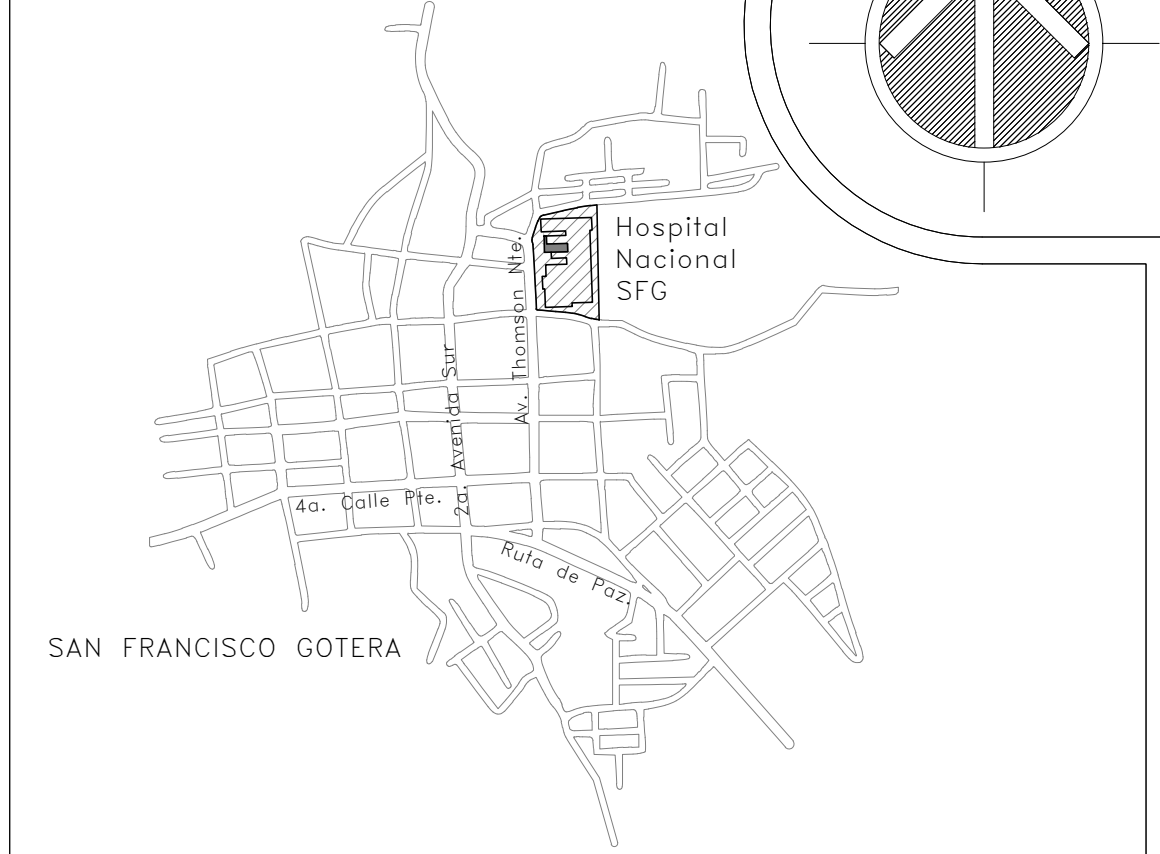 Hospital
Nacional
SFG
Av. Thomson Nte.
2a. Avenida Sur
4a. Calle Pte.
Ruta de Paz.
SAN FRANCISCO GOTERA